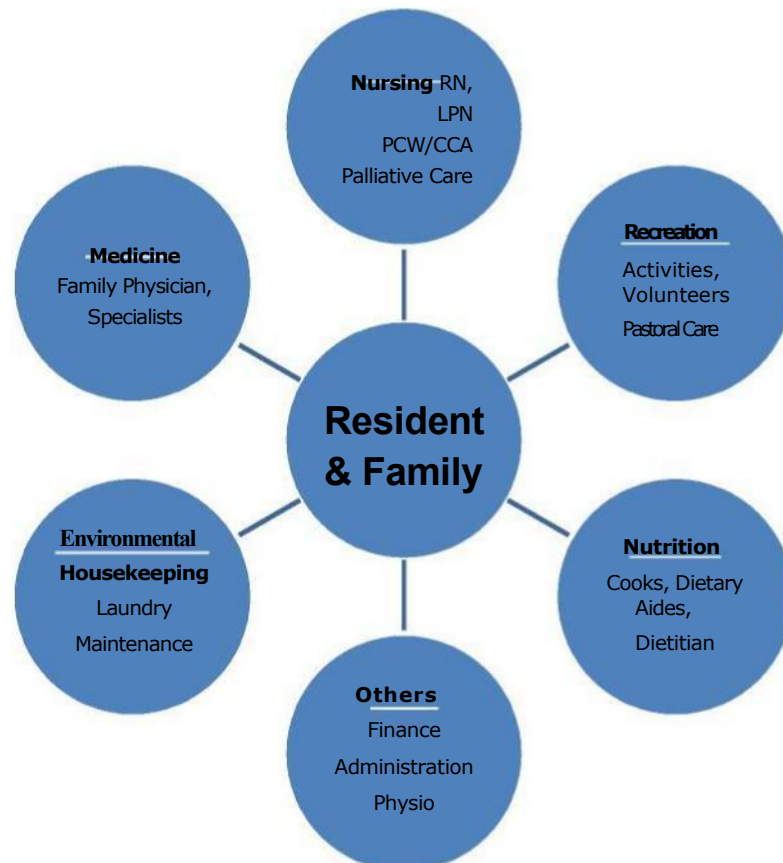 Nursing RN,
LPN
PCW/CCA
Palliative Care
Recreation
Activities,
Volunteers
Pastoral Care
Nutrition
Cooks, Dietary
Aides,
Dietitian
Others
Finance
Administration
Physio
Environmental
Housekeeping
Laundry
Maintenance
Medicine
Family Physician,
Specialists
Resident
& Family